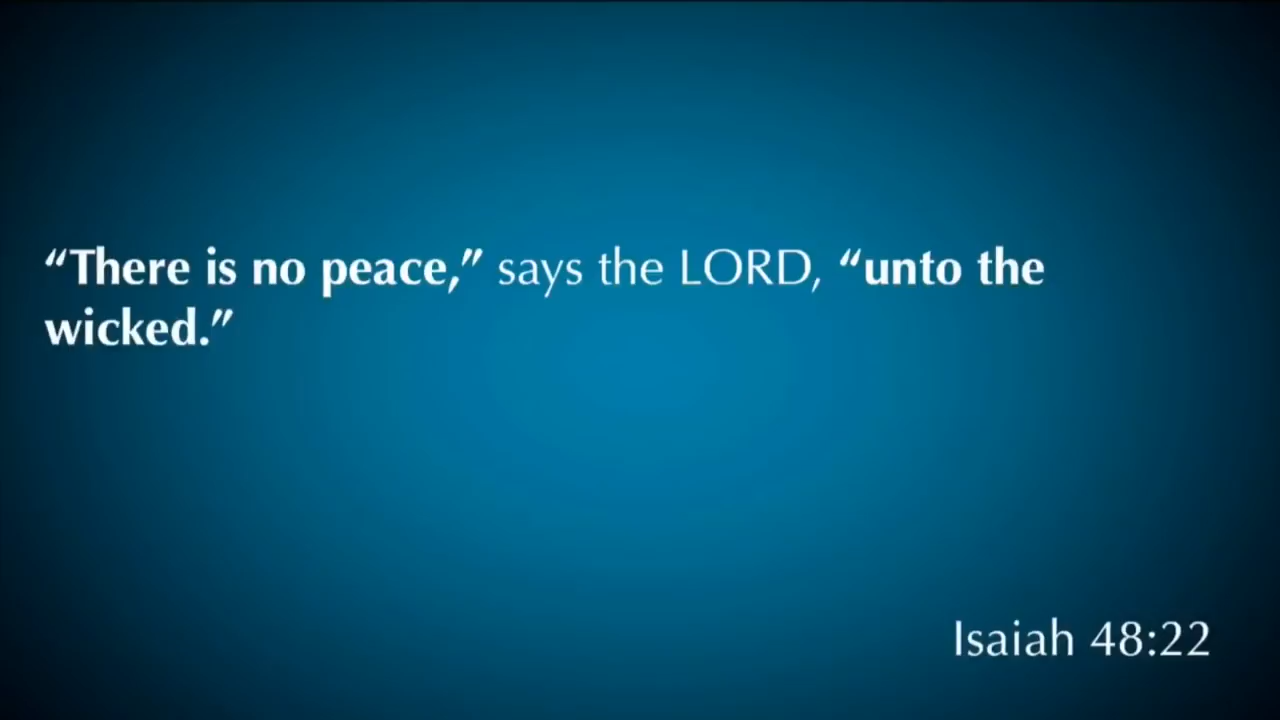 “There is no peace,” says the LORD, “unto the
wicked.”
Isaiah 48:22